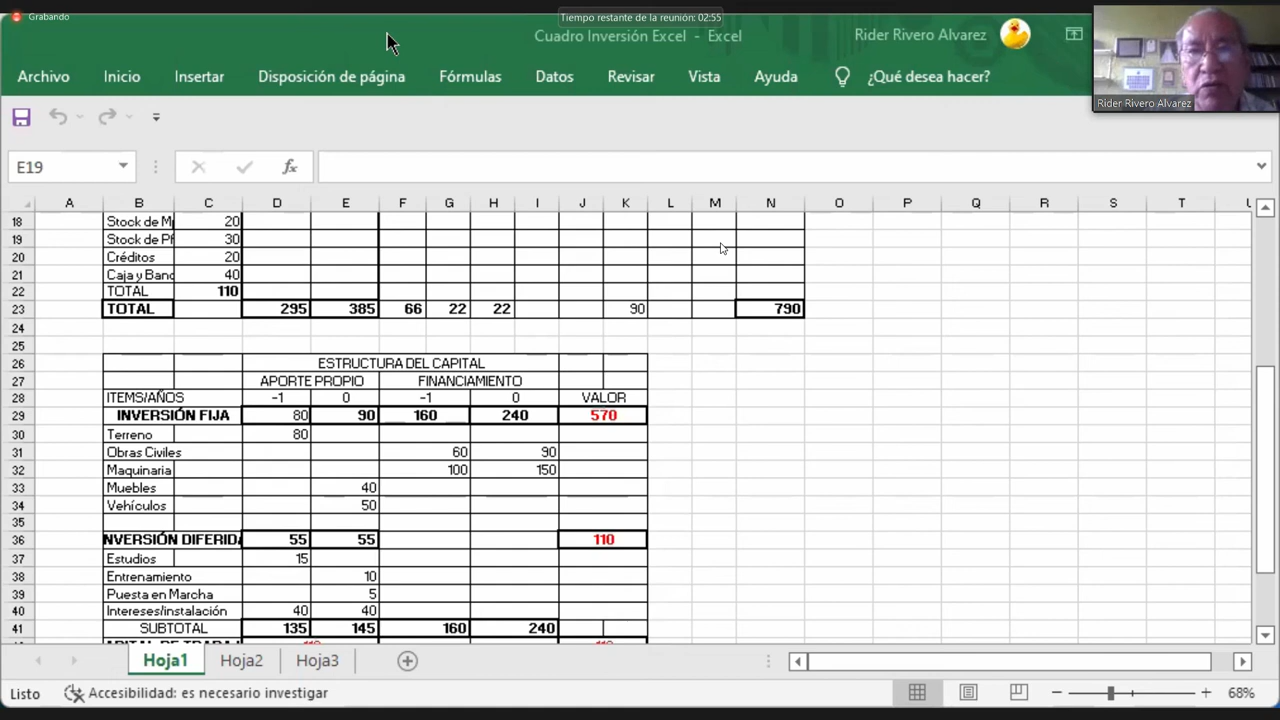 Grabando
Tiempo restante de la reunión: 02:55
Cuadro Inversión Excel - Excel
Rider Rivero Alvarez
Archivo Inicio Insertar Disposición de página Fórmulas Datos Revisar Vista Ayuda ¿Qué desea hacer?
Rider Rivero Alvarez
E19 fx
A B C D E F G H I J K L M N O P Q R S T U
18 Stock de M 20
19 Stock de P 30
20 Créditos 20
21 Caja y Banc 40
22 TOTAL 110
23 TOTAL 295 385 66 22 22 90 790
24
25
26 ESTRUCTURA DEL CAPITAL
27 APORTE PROPIO FINANCIAMIENTO
28 ITEMS/AÑOS -1 0 -1 0 VALOR
29 INVERSIÓN FIJA 80 90 160 240 570
30 Terreno 80
31 Obras Civiles 60 90
32 Maquinaria 100 150
33 Muebles 40
34 Vehículos 50
35
36 NVERSIÓN DIFERID 55 55 110
37 Estudios 15
38 Entrenamiento 10
39 Puesta en Marcha 5
40 Intereses/instalación 40 40
41 SUBTOTAL 135 145 160 240
Hoja1 Hoja2 Hoja3
Listo Accesibilidad: es necesario investigar 68%